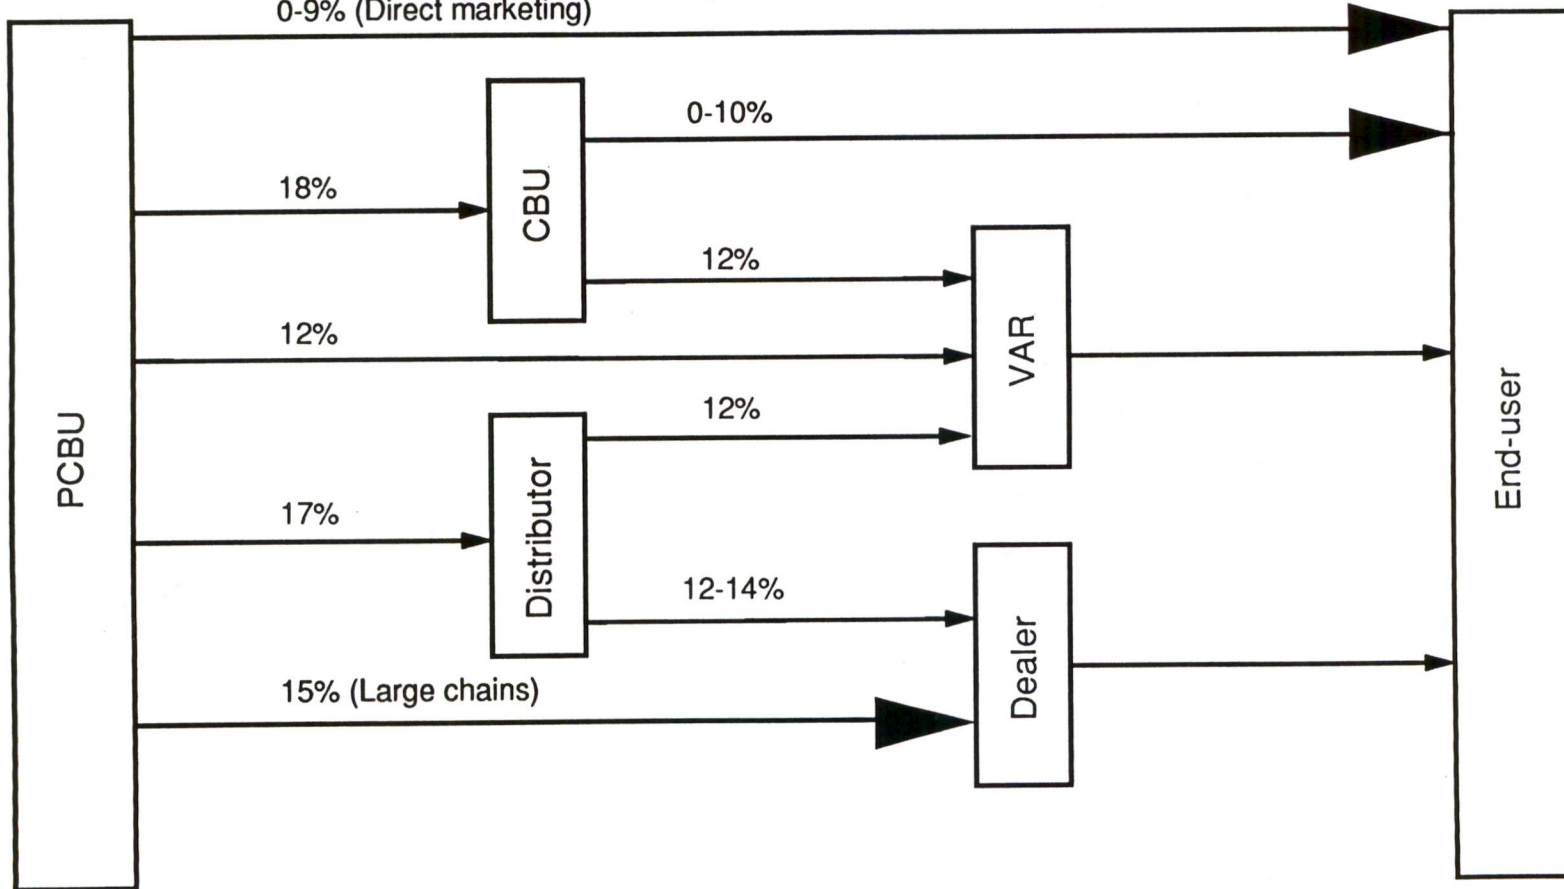 0-9% (Direct marketing)
0-10%
18%
CBU
12%
VAR
12%
12%
PCBU
End-user
17%
Distributor
12-14%
Dealer
15% (Large chains)